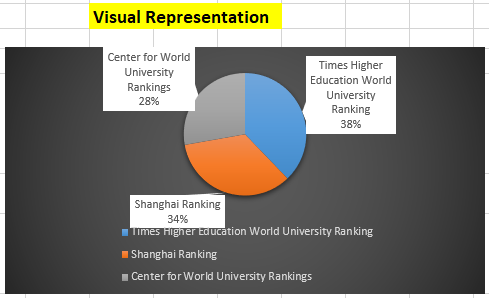 Visual Representation
Center for World
University
Rankings
28%
Times Higher
Education World
University
Ranking
38%
Shanghai Ranking
34%
Times Higher Education World University Ranking
Shanghai Ranking
Center for World University Rankings